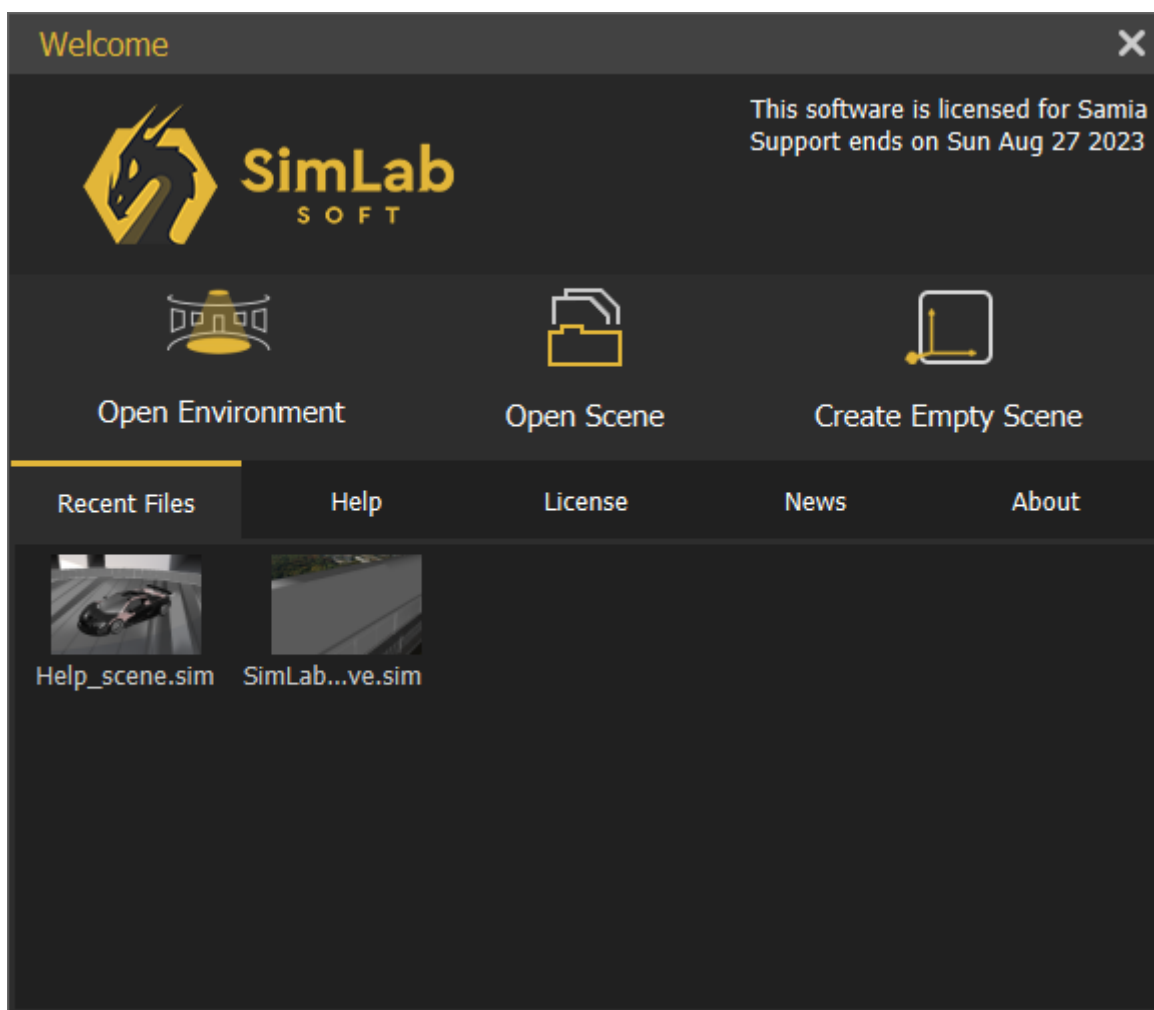 Welcome
This software is licensed for Samia
Support ends on Sun Aug 27 2023
SimLab
SOFT
Open Environment
Open Scene
Create Empty Scene
Recent Files
Help
License
News
About
Help_scene.sim
SimLab...ve.sim